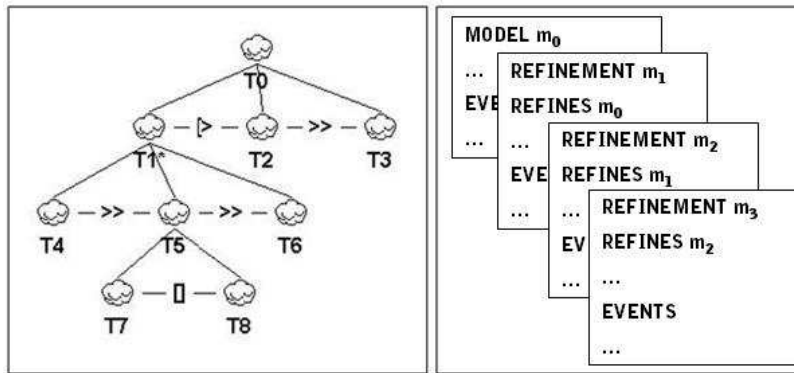 T0
[>
>>
T1*
T2
T3
>>
>>
T4
T5
T6
[]
T7
T8
MODEL m0
...
EVE
...
REFINEMENT m1
REFINES m0
...
EVE
...
REFINEMENT m2
REFINES m1
...
EV
...
REFINEMENT m3
REFINES m2
...
EVENTS
...